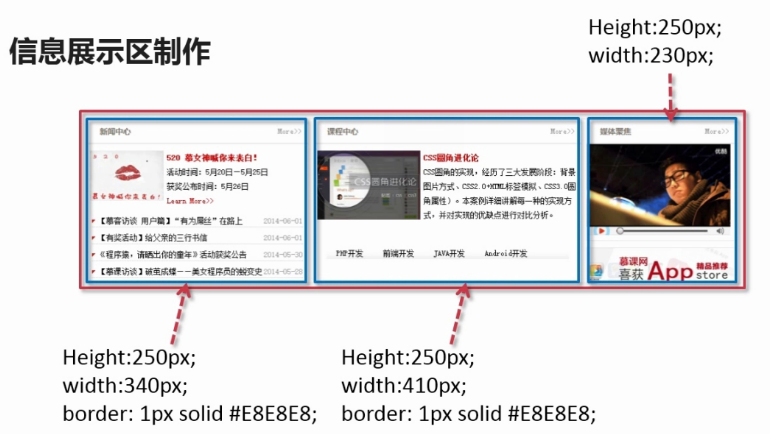 信息展示区制作
Height:250px;
width:230px;
新闻中心 More>>
520 慕女神喊你来表白!
活动时间:5月20日—5月25日
获奖公布时间:5月26日
Learn More>>
【慕客访谈 用户篇】“有为屌丝”在路上 2014-06-01
【有奖活动】给父亲的三行书信 2014-06-01
《程序猿,请晒出你的童年》活动获奖公告 2014-05-30
【慕课访谈】破茧成蝶——美女程序员的蜕变史 2014-05-28
课程中心 More>>
CSS圆角进化论
CSS圆角进化论
CSS圆角的实现,经历了三大发展阶段:背景
图片方式、CSS2.0+HTML标签模拟、CSS3.0圆
角属性)。本案例详细讲解每一种的实现方
式,并对实现的优缺点进行对比分析。
PHP开发 前端开发 JAVA开发 Android开发
媒体聚焦 More>>
优酷
慕课网
喜获 App 精品推荐
store
Height:250px;
width:340px;
border: 1px solid #E8E8E8;
Height:250px;
width:410px;
border: 1px solid #E8E8E8;